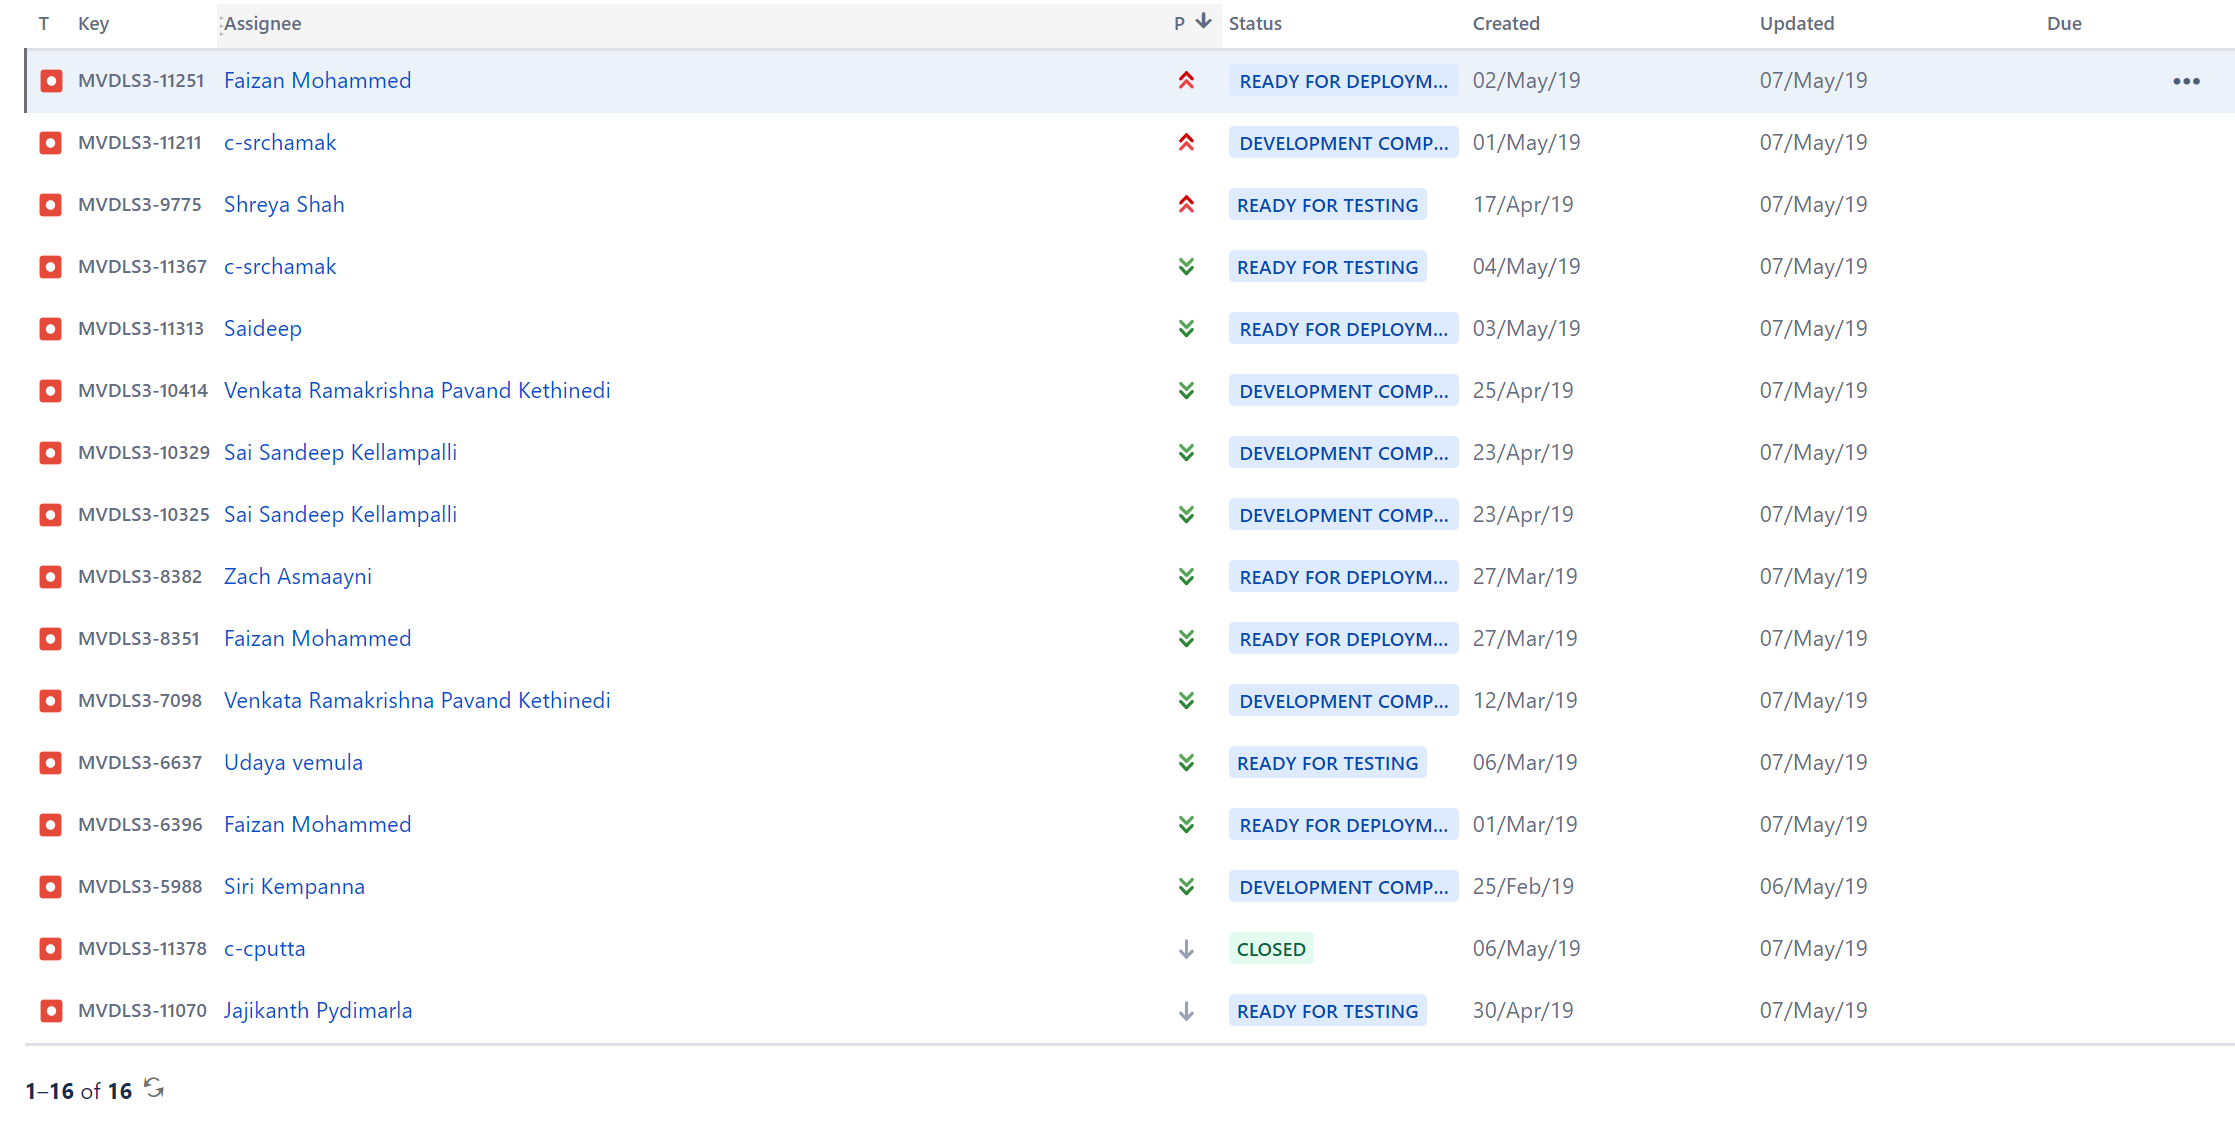 T Key Assignee P Status Created Updated Due
MVDLS3-11251 Faizan Mohammed READY FOR DEPLOYM... 02/May/19 07/May/19
MVDLS3-11211 c-srchamak DEVELOPMENT COMP... 01/May/19 07/May/19
MVDLS3-9775 Shreya Shah READY FOR TESTING 17/Apr/19 07/May/19
MVDLS3-11367 c-srchamak READY FOR TESTING 04/May/19 07/May/19
MVDLS3-11313 Saideep READY FOR DEPLOYM... 03/May/19 07/May/19
MVDLS3-10414 Venkata Ramakrishna Pavand Kethinedi DEVELOPMENT COMP... 25/Apr/19 07/May/19
MVDLS3-10329 Sai Sandeep Kellampalli DEVELOPMENT COMP... 23/Apr/19 07/May/19
MVDLS3-10325 Sai Sandeep Kellampalli DEVELOPMENT COMP... 23/Apr/19 07/May/19
MVDLS3-8382 Zach Asmaayni READY FOR DEPLOYM... 27/Mar/19 07/May/19
MVDLS3-8351 Faizan Mohammed READY FOR DEPLOYM... 27/Mar/19 07/May/19
MVDLS3-7098 Venkata Ramakrishna Pavand Kethinedi DEVELOPMENT COMP... 12/Mar/19 07/May/19
MVDLS3-6637 Udaya vemula READY FOR TESTING 06/Mar/19 07/May/19
MVDLS3-6396 Faizan Mohammed READY FOR DEPLOYM... 01/Mar/19 07/May/19
MVDLS3-5988 Siri Kempanna DEVELOPMENT COMP... 25/Feb/19 06/May/19
MVDLS3-11378 c-cputta CLOSED 06/May/19 07/May/19
MVDLS3-11070 Jajikanth Pydimarla READY FOR TESTING 30/Apr/19 07/May/19
1–16 of 16